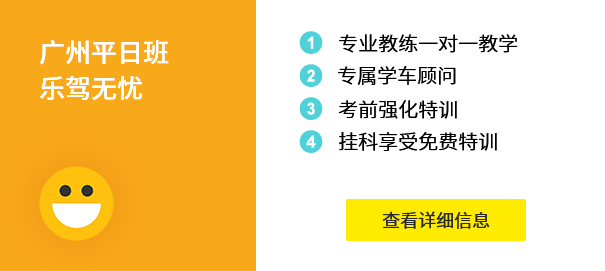 广州平日班
乐驾无忧
1 专业教练一对一教学
2 专属学车顾问
3 考前强化特训
4 挂科享受免费特训
查看详细信息